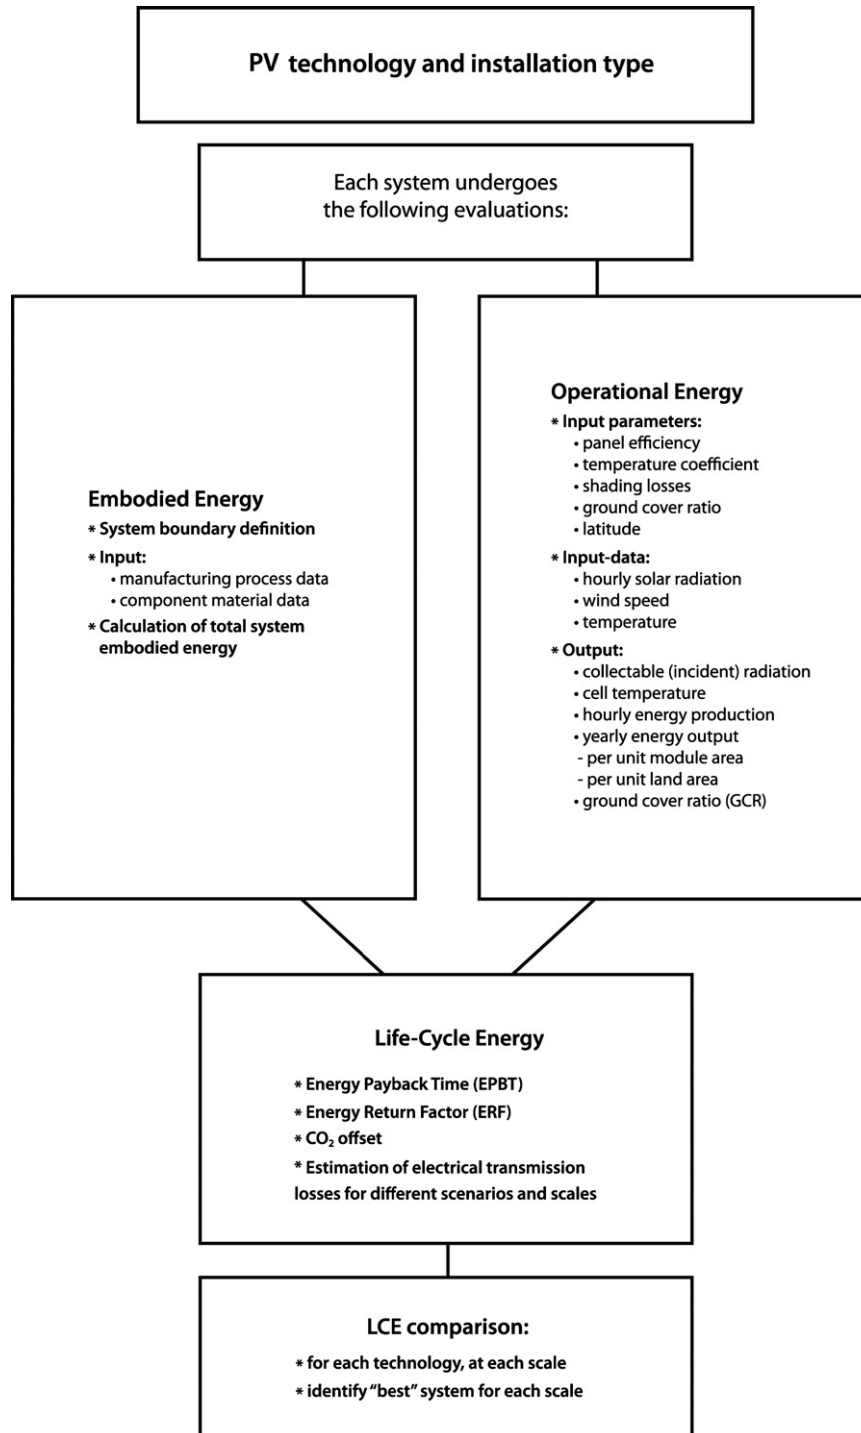 PV technology and installation type
Each system undergoes
the following evaluations:
Embodied Energy
* System boundary definition
* Input:
• manufacturing process data
• component material data
* Calculation of total system
embodied energy
Operational Energy
* Input parameters:
• panel efficiency
• temperature coefficient
• shading losses
• ground cover ratio
• latitude
* Input-data:
• hourly solar radiation
• wind speed
• temperature
* Output:
• collectable (incident) radiation
• cell temperature
• hourly energy production
• yearly energy output
- per unit module area
- per unit land area
• ground cover ratio (GCR)
Life-Cycle Energy
* Energy Payback Time (EPBT)
* Energy Return Factor (ERF)
* CO₂ offset
* Estimation of electrical transmission
losses for different scenarios and scales
LCE comparison:
* for each technology, at each scale
* identify “best” system for each scale